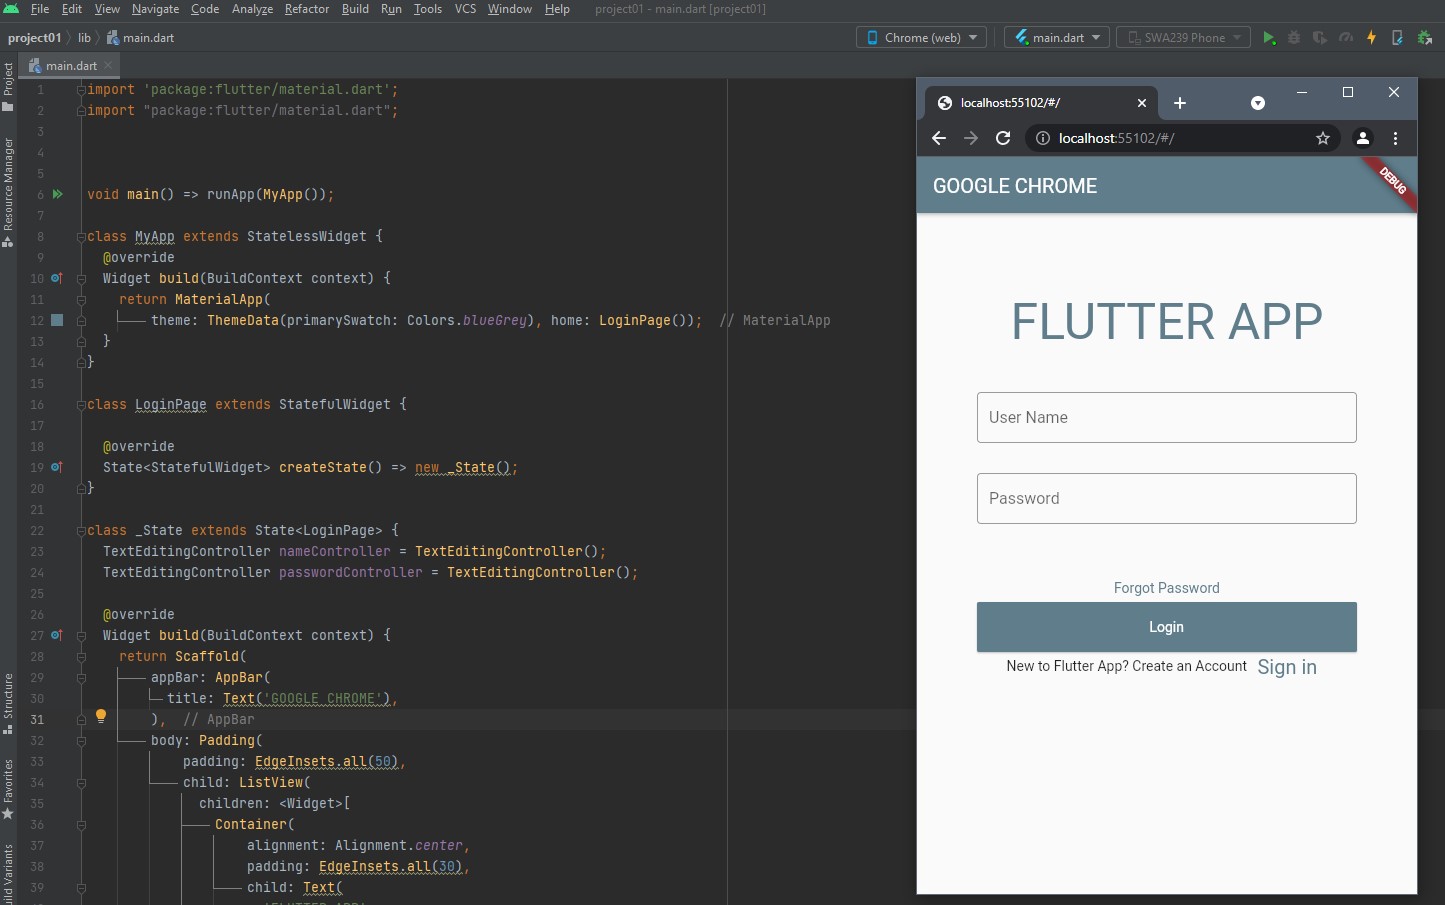 File Edit View Navigate Code Analyze Refactor Build Run Tools VCS Window Help project01 - main.dart [project01]
project01 lib main.dart Chrome (web) main.dart SWA239 Phone
main.dart
Project
Resource Manager
Structure
Favorites
1 import 'package:flutter/material.dart';
2 import "package:flutter/material.dart";
3
4
5
6 void main() => runApp(MyApp());
7
8 class MyApp extends StatelessWidget {
9 @override
10 Widget build(BuildContext context) {
11 return MaterialApp(
12 theme: ThemeData(primarySwatch: Colors.blueGrey), home: LoginPage()); // MaterialApp
13 }
14 }
15
16 class LoginPage extends StatefulWidget {
17
18 @override
19 State<StatefulWidget> createState() => new _State();
20 }
21
22 class _State extends State<LoginPage> {
23 TextEditingController nameController = TextEditingController();
24 TextEditingController passwordController = TextEditingController();
25
26 @override
27 Widget build(BuildContext context) {
28 return Scaffold(
29 appBar: AppBar(
30 title: Text('GOOGLE CHROME'),
31 ), // AppBar
32 body: Padding(
33 padding: EdgeInsets.all(50),
34 child: ListView(
35 children: <Widget>[
36 Container(
37 alignment: Alignment.center,
38 padding: EdgeInsets.all(30),
39 child: Text(
localhost:55102/#/
localhost:55102/#/
GOOGLE CHROME
DEBUG
FLUTTER APP
User Name
Password
Forgot Password
Login
New to Flutter App? Create an Account Sign in